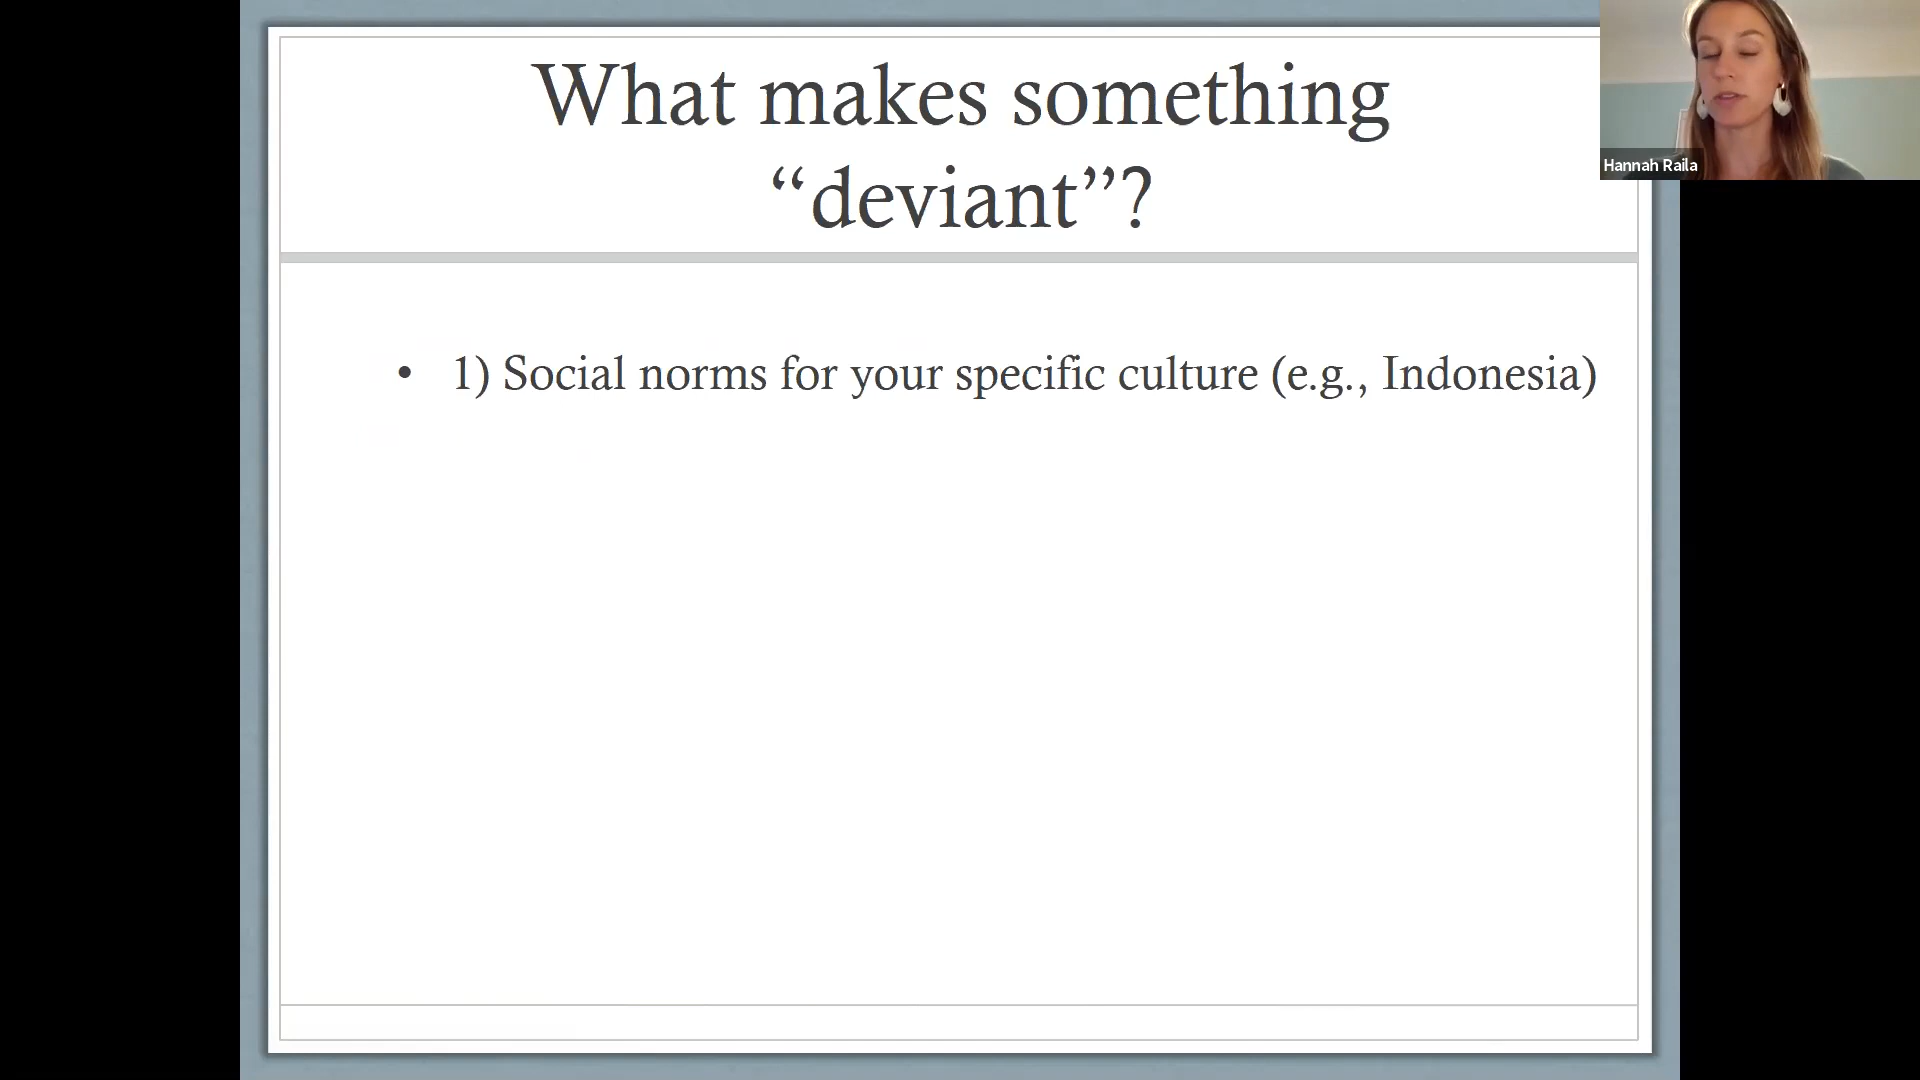 What makes something
“deviant”?
Hannah Raila
• 1) Social norms for your specific culture (e.g., Indonesia)